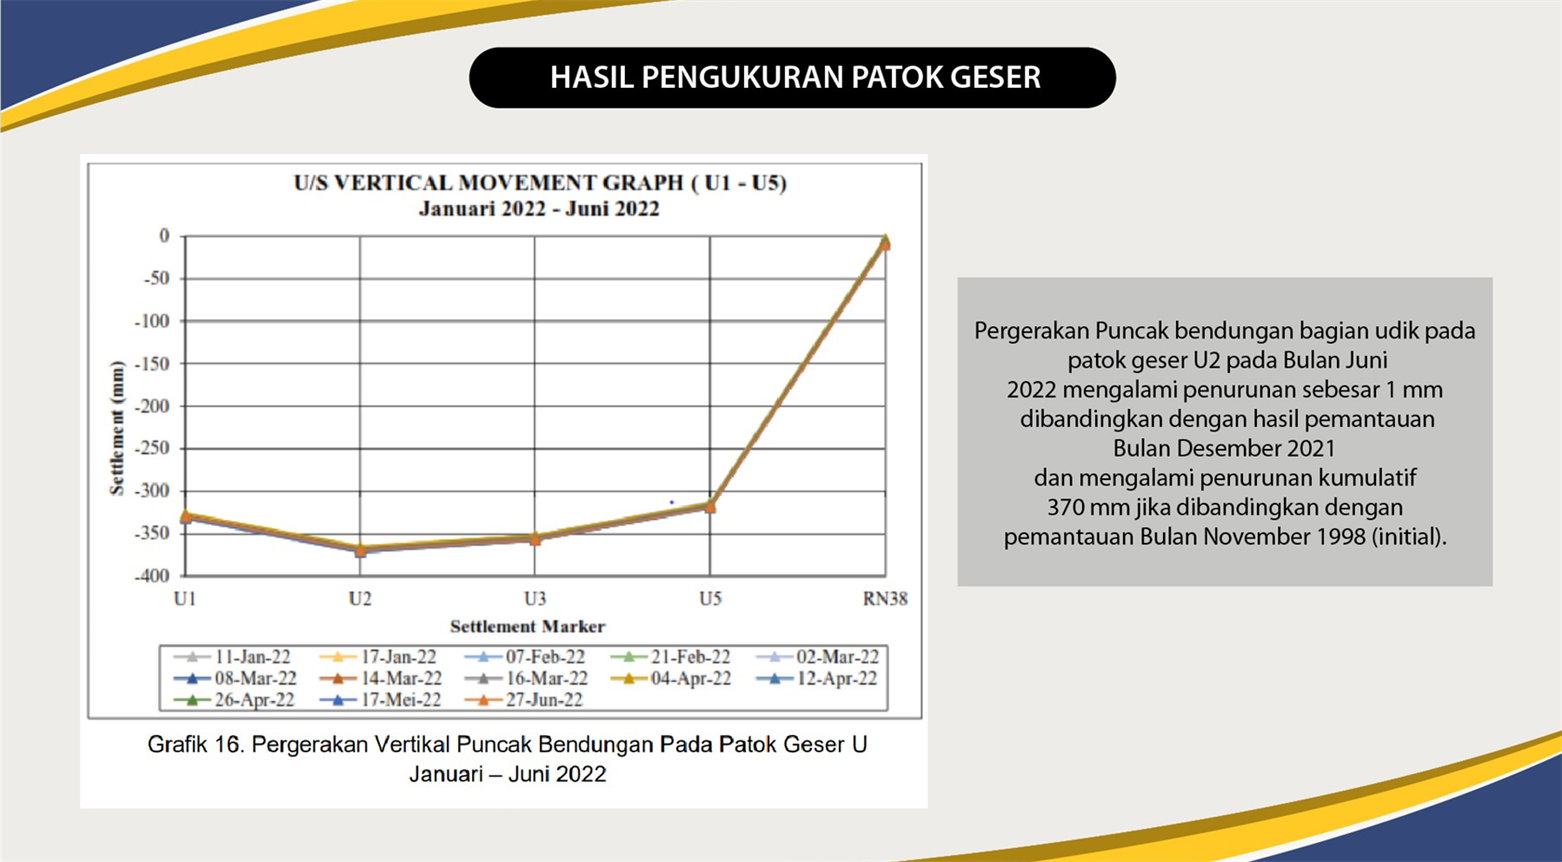 HASIL PENGUKURAN PATOK GESER
U/S VERTICAL MOVEMENT GRAPH ( U1 - U5)
Januari 2022 - Juni 2022
0
-50
-100
-150
-200
-250
-300
-350
-400
Settlement (mm)
U1 U2 U3 U5 RN38
Settlement Marker
11-Jan-22 17-Jan-22 07-Feb-22 21-Feb-22 02-Mar-22
08-Mar-22 14-Mar-22 16-Mar-22 04-Apr-22 12-Apr-22
26-Apr-22 17-Mei-22 27-Jun-22
Grafik 16. Pergerakan Vertikal Puncak Bendungan Pada Patok Geser U
Januari – Juni 2022
Pergerakan Puncak bendungan bagian udik pada
patok geser U2 pada Bulan Juni
2022 mengalami penurunan sebesar 1 mm
dibandingkan dengan hasil pemantauan
Bulan Desember 2021
dan mengalami penurunan kumulatif
370 mm jika dibandingkan dengan
pemantauan Bulan November 1998 (initial).